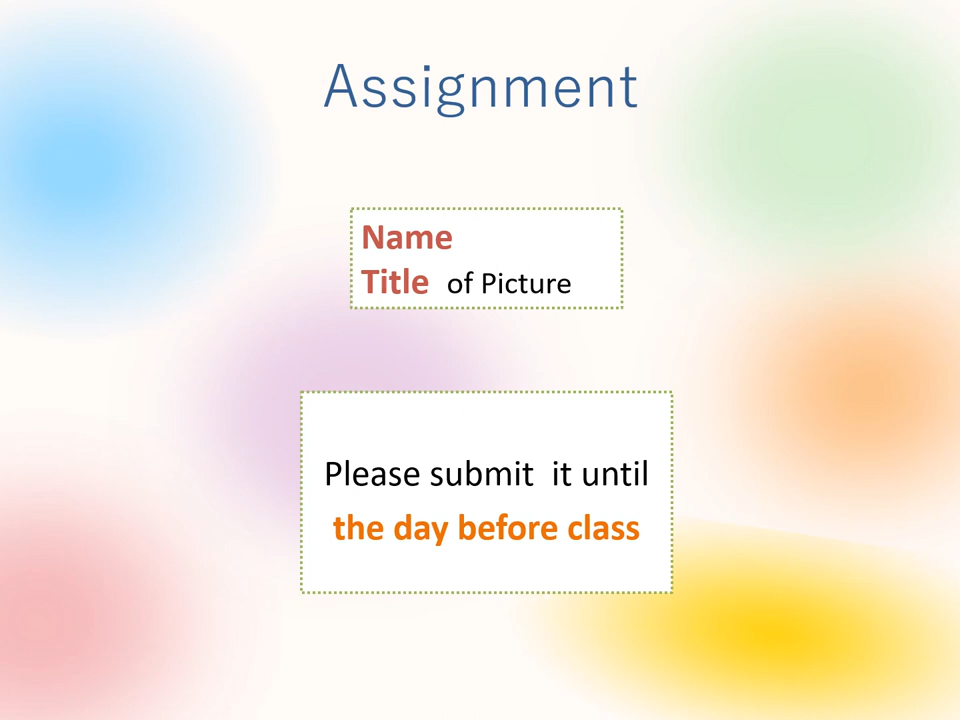 Assignment
Name
Title of Picture
Please submit it until
the day before class